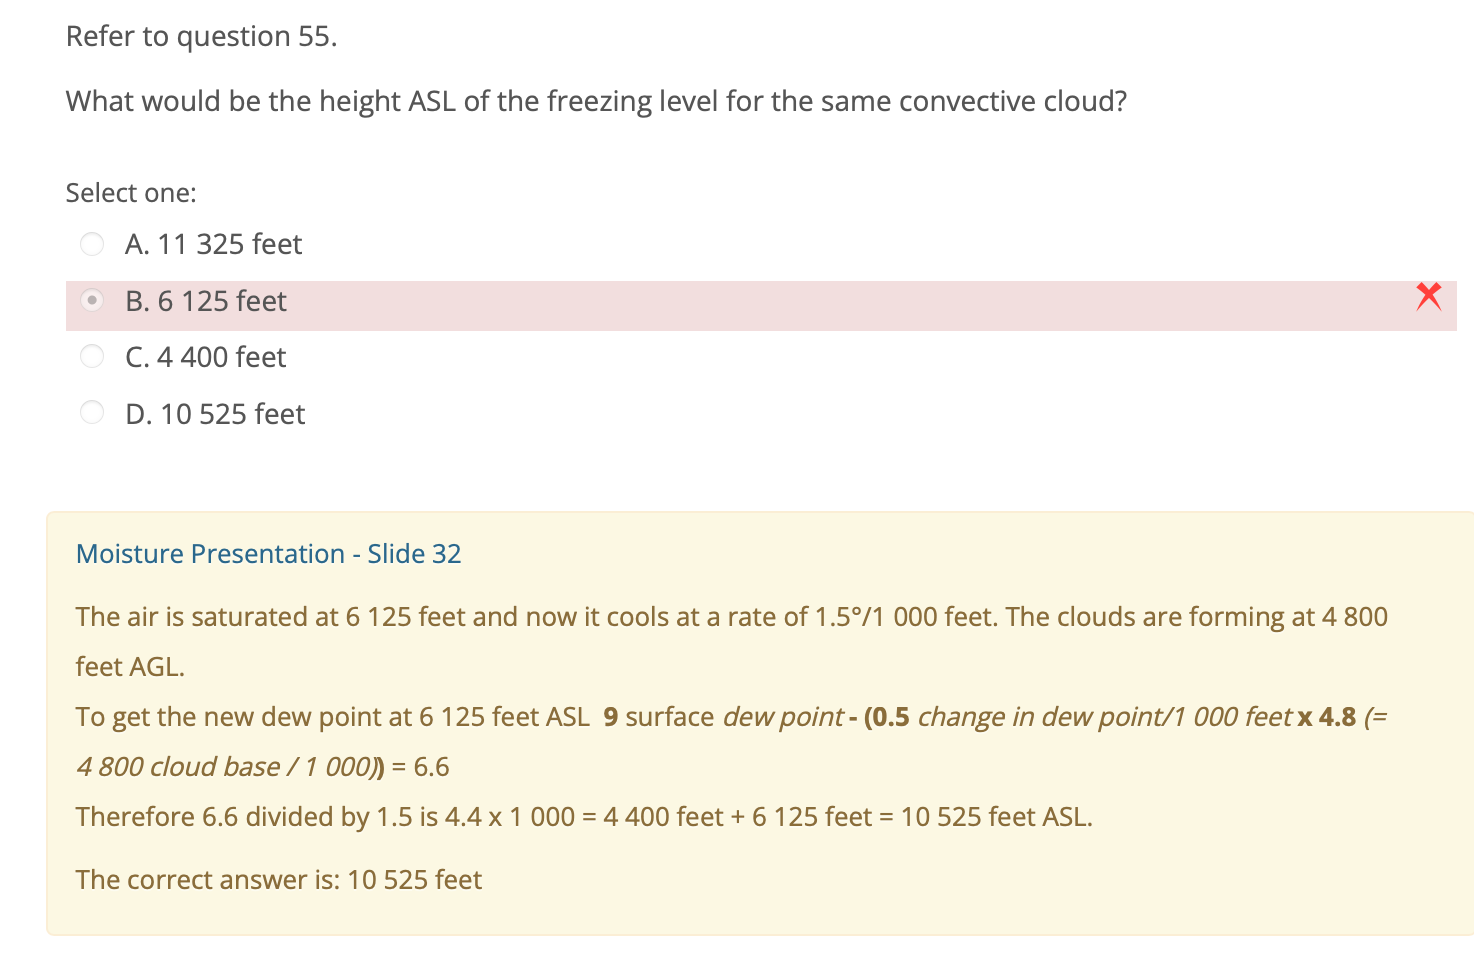 Refer to question 55.
What would be the height ASL of the freezing level for the same convective cloud?
Select one:
A. 11 325 feet
B. 6 125 feet
C. 4 400 feet
D. 10 525 feet
Moisture Presentation - Slide 32
The air is saturated at 6 125 feet and now it cools at a rate of 1.5°/1 000 feet. The clouds are forming at 4 800
feet AGL.
To get the new dew point at 6 125 feet ASL  9 surface dew point - (0.5 change in dew point/1 000 feet x 4.8 (=
4 800 cloud base / 1 000)) = 6.6
Therefore 6.6 divided by 1.5 is 4.4 x 1 000 = 4 400 feet + 6 125 feet = 10 525 feet ASL.
The correct answer is: 10 525 feet